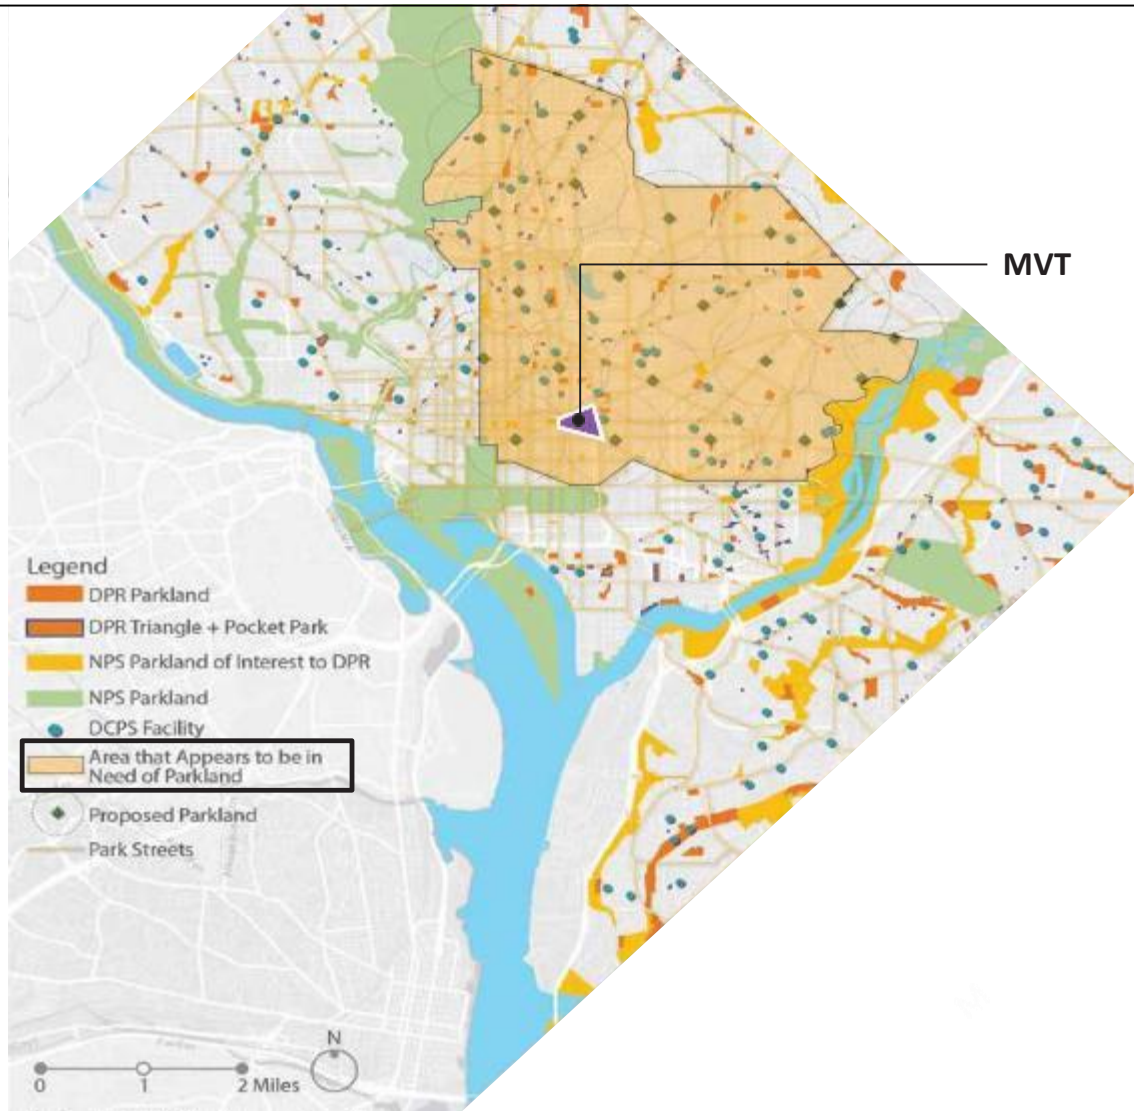 MVT
Legend
DPR Parkland
DPR Triangle + Pocket Park
NPS Parkland of Interest to DPR
NPS Parkland
DCPS Facility
Area that Appears to be in
Need of Parkland
Proposed Parkland
Park Streets
N
0 1 2 Miles